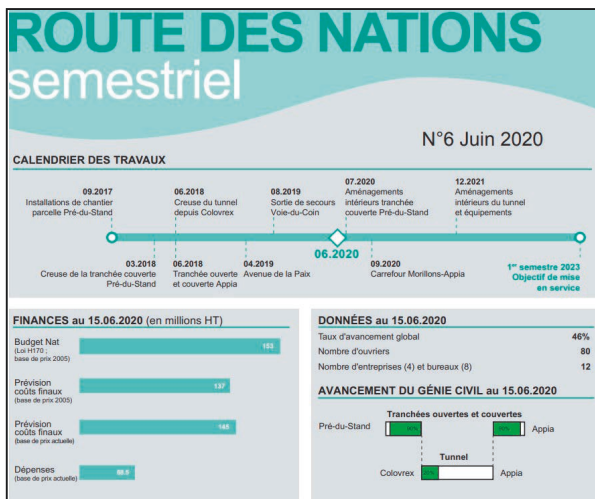 ROUTE DES NATIONS
semestriel
N°6 Juin 2020
CALENDRIER DES TRAVAUX
09.2017
Installations de chantier
parcelle Pré-du-Stand
06.2018
Creuse du tunnel
depuis Colovrex
08.2019
Sortie de secours
Voie-du-Coin
07.2020
Aménagements
intérieurs tranchée
couverte Pré-du-Stand
12.2021
Aménagements
intérieurs du tunnel
et équipements
06.2020
03.2018
Creuse de la tranchée couverte
Pré-du-Stand
06.2018
Tranchée ouverte
et couverte Appia
04.2019
Avenue de la Paix
09.2020
Carrefour Morillons-Appia
1er semestre 2023
Objectif de mise
en service
FINANCES au 15.06.2020 (en millions HT)
Budget Nat
(Loi H170 ;
base de prix 2005)
153
Prévision
coûts finaux
(base de prix 2005)
137
Prévision
coûts finaux
(base de prix actuelle)
Dépenses
(base de prix actuelle)
DONNÉES au 15.06.2020
Taux d'avancement global 46%
Nombre d'ouvriers 80
Nombre d'entreprises (4) et bureaux (8) 12
AVANCEMENT DU GÉNIE CIVIL au 15.06.2020
Tranchées ouvertes et couvertes
Pré-du-Stand
Appia
Tunnel
Colovrex
Appia